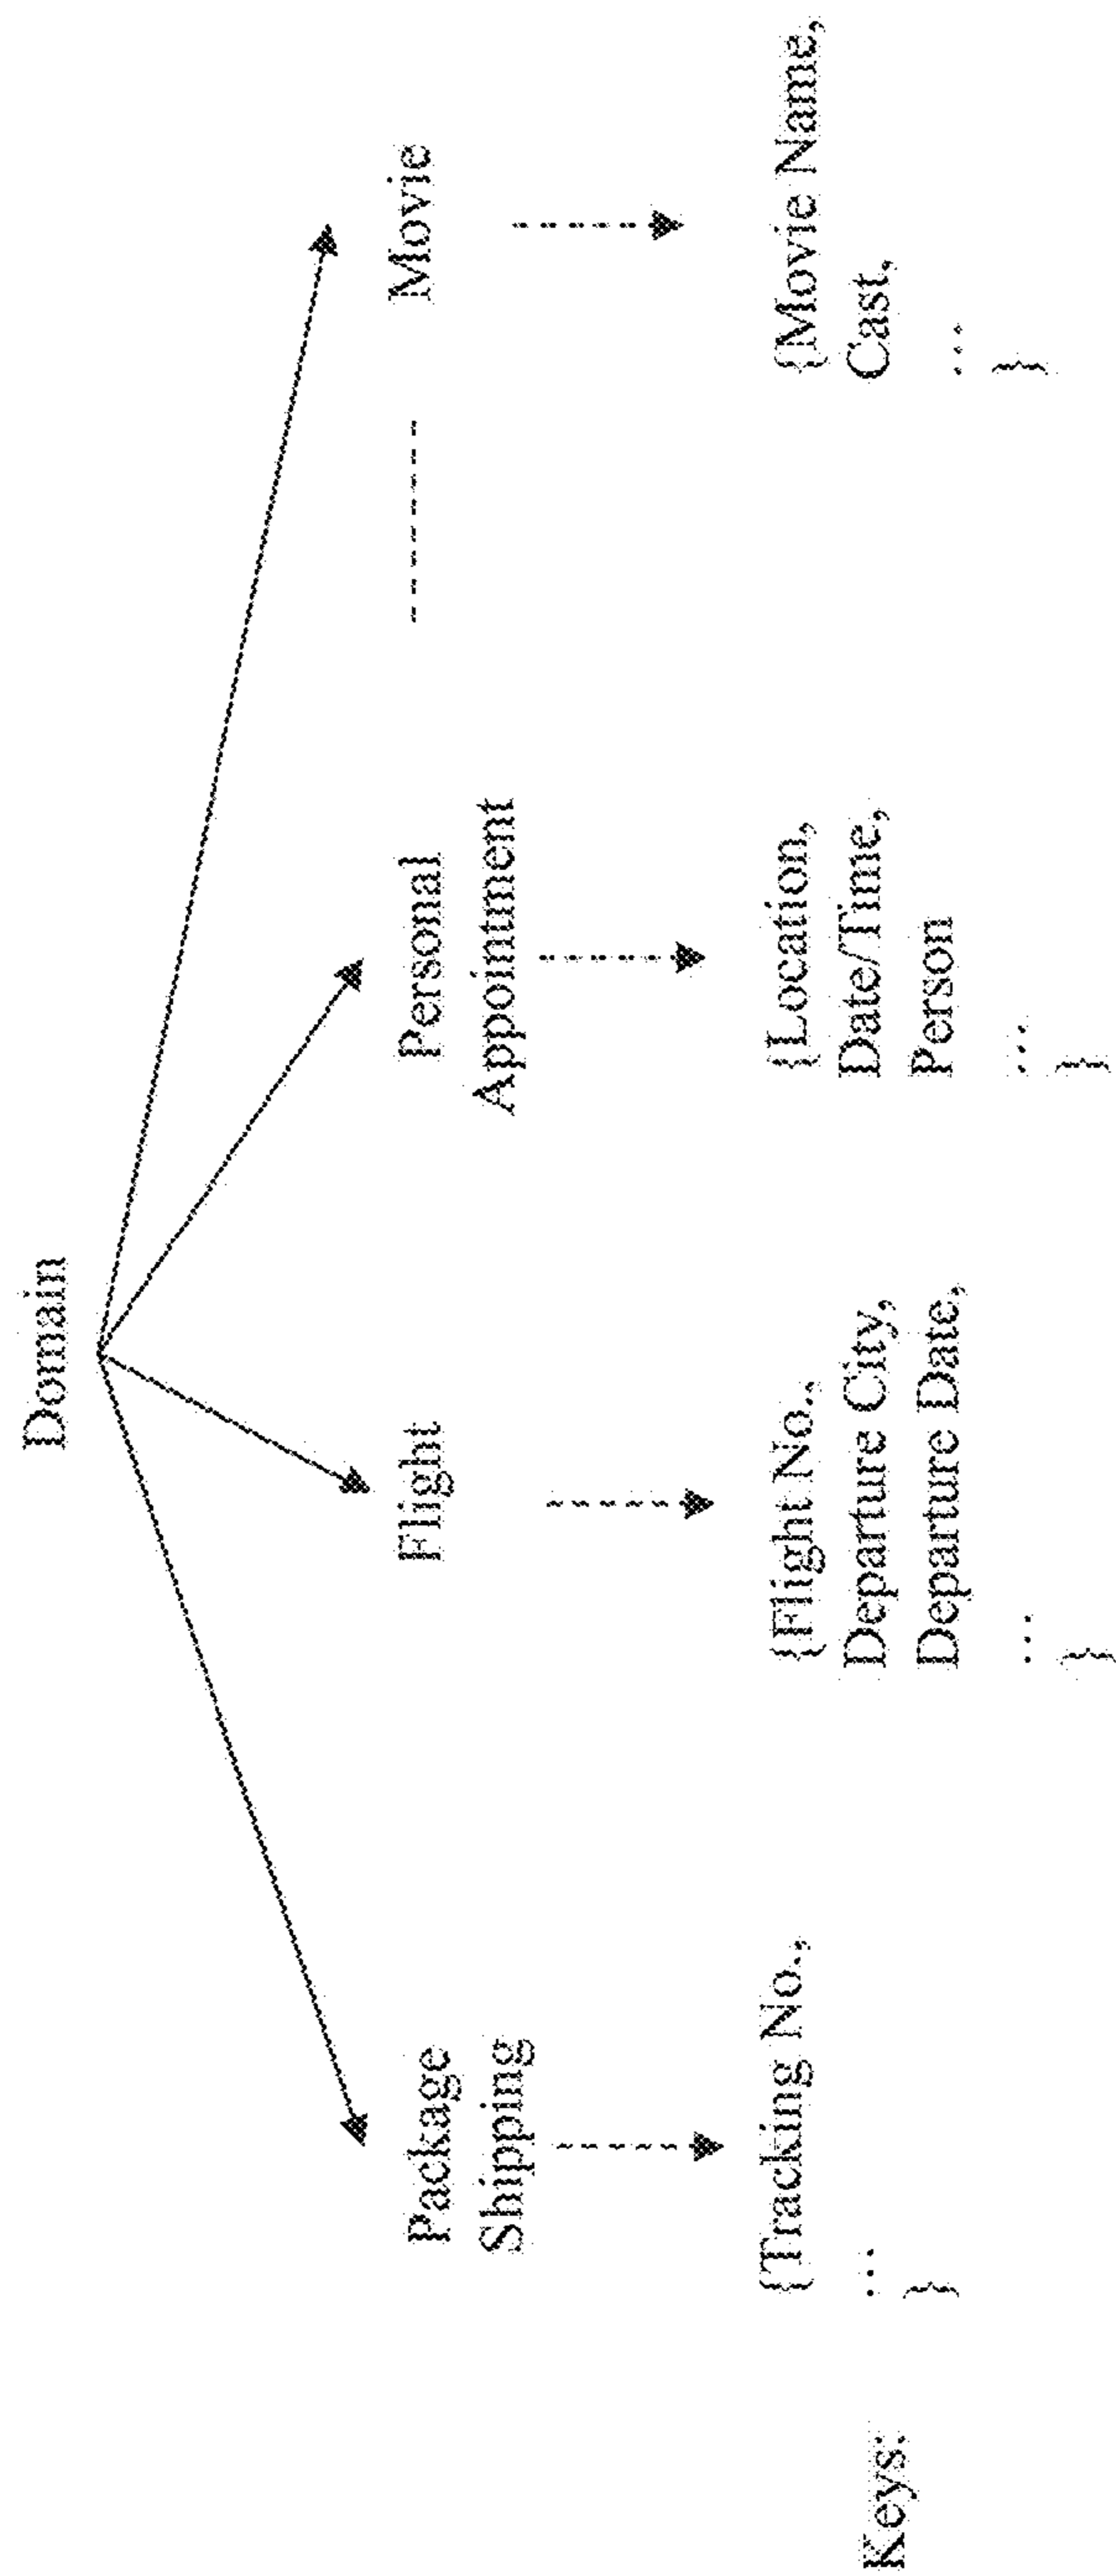 Domain
Package
Shipping
Flight
Personal
Appointment
Movie
Keys:
{Tracking No.,
...
}
{Flight No.,
Departure City,
Departure Date,
...
}
{Location,
Date/Time,
Person
...
}
{Movie Name,
Cast,
...
}